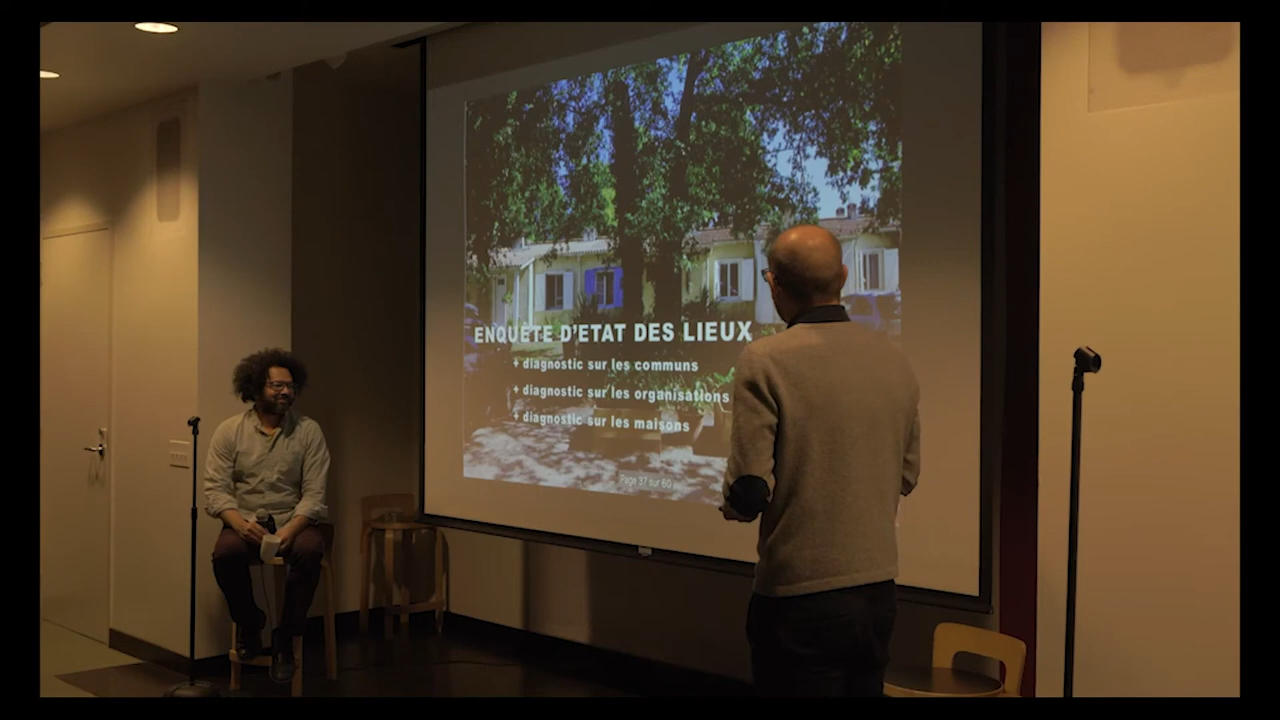 ENQUÊTE D'ETAT DES LIEUX
+ diagnostic sur les communs
+ diagnostic sur les organisations
+ diagnostic sur les maisons
Page 37 sur 60